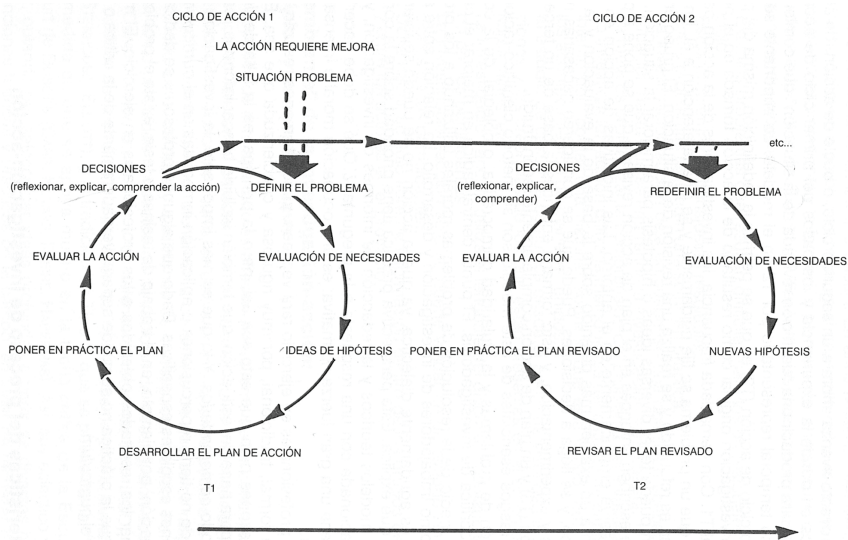 CICLO DE ACCIÓN 1
CICLO DE ACCIÓN 2
LA ACCIÓN REQUIERE MEJORA
SITUACIÓN PROBLEMA
etc...
DECISIONES
(reflexionar, explicar, comprender la acción)
DEFINIR EL PROBLEMA
DECISIONES
(reflexionar, explicar,
comprender)
REDEFINIR EL PROBLEMA
EVALUAR LA ACCIÓN
EVALUACIÓN DE NECESIDADES
EVALUAR LA ACCIÓN
EVALUACIÓN DE NECESIDADES
PONER EN PRÁCTICA EL PLAN
IDEAS DE HIPÓTESIS
PONER EN PRÁCTICA EL PLAN REVISADO
NUEVAS HIPÓTESIS
DESARROLLAR EL PLAN DE ACCIÓN
REVISAR EL PLAN REVISADO
T1
T2